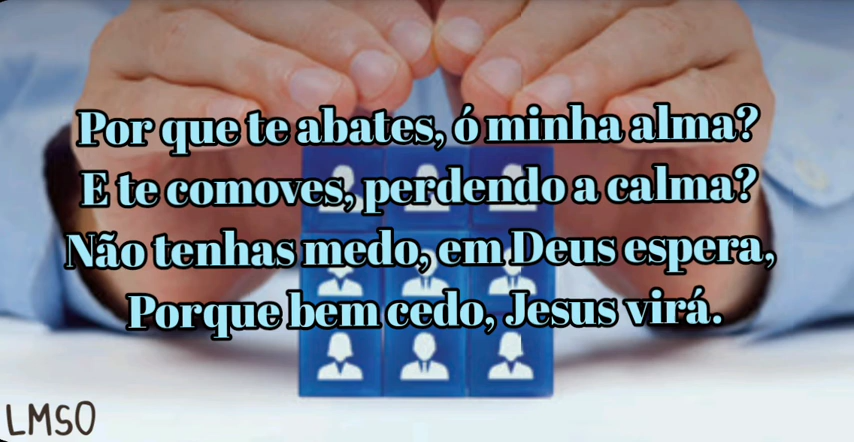 Por que te abates, ó minha alma?
E te comoves, perdendo a calma?
Não tenhas medo, em Deus espera,
Porque bem cedo, Jesus virá.
LMSO